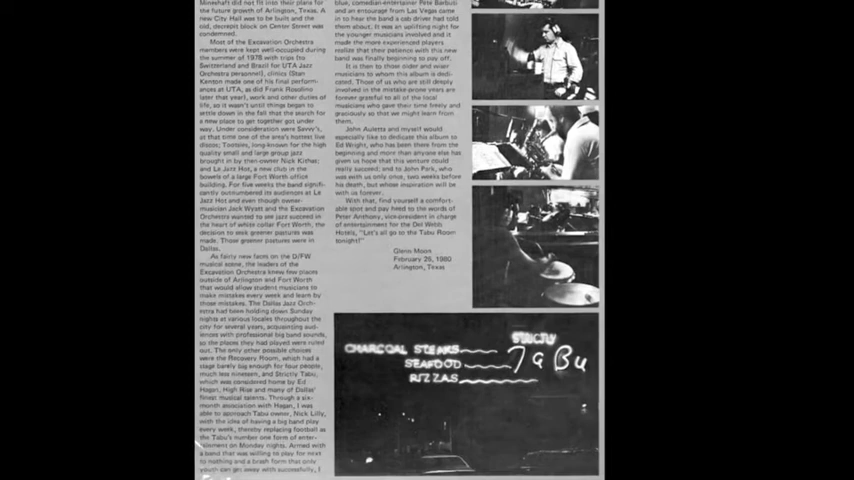 Mineshaft did not fit into their plans for
the future growth of Arlington, Texas. A
new City Hall was to be built and the
old, decrepit block on Center Street was
condemned.
Most of the Excavation Orchestra
members were kept well-occupied during
the summer of 1978 with trips (to
Switzerland and Brazil for UTA Jazz
Orchestra personnel), clinics (Stan
Kenton made one of his final perform-
ances at UTA, as did Frank Rosolino
later that year), work and other duties of
life, so it wasn't until things began to
settle down in the fall that the search for
a new place to get together got under
way. Under consideration were Savvy's,
at that time one of the area's hottest live
discos; Toobins, long-known for the high
quality small and large group jazz
brought in by then-owner Nick Kithas;
and Le Jazz Hot, a new club in the
bowels of a large Fort Worth office
building. For five weeks the band signifi-
cantly outnumbered its audiences at Le
Jazz Hot and even though owner-
musician Jack Wyatt and the Excavation
Orchestra wanted to see jazz succeed in
the heart of white collar Fort Worth, the
decision to seek greener pastures was
made. Those greener pastures were in
Dallas.
As fairly new faces on the D/FW
musical scene, the leaders of the
Excavation Orchestra knew few places
outside of Arlington and Fort Worth
that would allow student musicians to
make mistakes every week and learn by
those mistakes. The Dallas Jazz Orch-
estra had been holding down Sunday
nights at various locales throughout the
city for several years, acquainting audi-
ences with professional big band sounds,
so the places they had played were ruled
out. The only other possible choices
were the Recovery Room, which had a
stage barely big enough for four people,
much less nineteen, and Strictly Tabu,
which was considered home by Ed
Hagan, High Rise and many of Dallas'
finest musical talents. Through a six-
month association with Hagan, I was
able to approach Tabu owner, Nick Lilly,
with the idea of having a big band play
every week, thereby replacing football as
the Tabu's number one form of enter-
tainment on Monday nights. Armed with
a band that was willing to play for next
to nothing and a brash form that only
youth can get away with successfully, I
blue, comedian-entertainer Pete Barbuti
and an entourage from Las Vegas came
in to hear the band a cab driver had told
them about. It was an uplifting night for
the younger musicians involved and it
made the more experienced players
realize that their patience with this new
band was finally beginning to pay off.
It is then to those older and wiser
musicians to whom this album is dedi-
cated. Those of us who are still deeply
involved in the mistake-prone years are
forever grateful to all of the local
musicians who gave their time freely and
graciously so that we might learn from
them.
John Auletta and myself would
especially like to dedicate this album to
Ed Wright, who has been there from the
beginning and more than anyone else has
given us hope that this venture could
really succeed; and to John Park, who
was with us only once, two weeks before
his death, but whose inspiration will be
with us forever.
With that, find yourself a comfort-
able spot and pay heed to the words of
Peter Anthony, vice-president in charge
of entertainment for the Del Webb
Hotels, "Let's all go to the Tabu Room
tonight!"
Glenn Moon
February 26, 1980
Arlington, Texas
CHARCOAL STEAKS
SEAFOOD
PIZZAS
STRICTLY
TABU